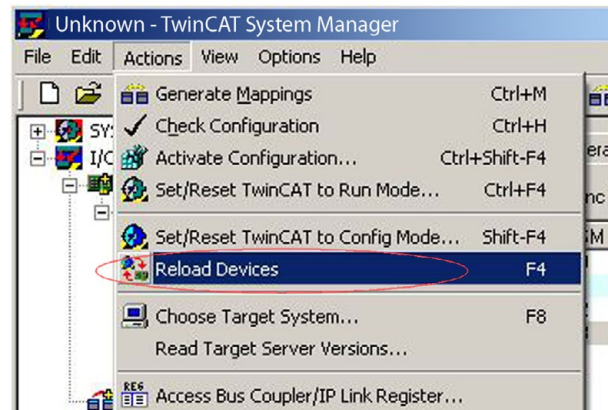 Unknown - TwinCAT System Manager
File Edit Actions View Options Help
Generate Mappings Ctrl+M
Check Configuration Ctrl+H
Activate Configuration... Ctrl+Shift-F4
Set/Reset TwinCAT to Run Mode... Ctrl+F4
Set/Reset TwinCAT to Config Mode... Shift-F4
Reload Devices F4
Choose Target System... F8
Read Target Server Versions...
Access Bus Coupler/IP Link Register...